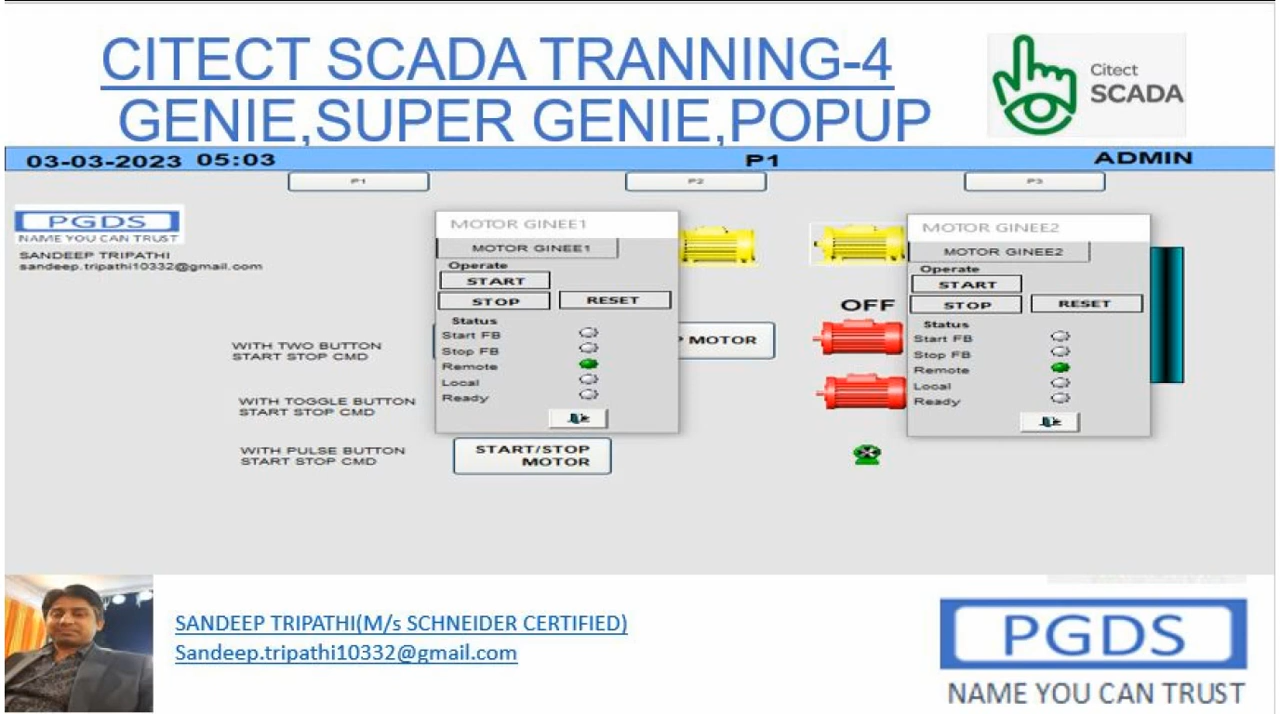 CITECT SCADA TRANNING-4
GENIE,SUPER GENIE,POPUP
Citect
SCADA
03-03-2023 05:03
P1
ADMIN
P1
P2
P3
PGDS
NAME YOU CAN TRUST
SANDEEP TRIPATHI
sandeep.tripathi10332@gmail.com
MOTOR GINEE1
MOTOR GINEE1
Operate
START
STOP
RESET
Status
Start FB
Stop FB
Remote
Local
Ready
MOTOR GINEE2
MOTOR GINEE2
Operate
START
STOP
RESET
Status
Start FB
Stop FB
Remote
Local
Ready
OFF
WITH TWO BUTTON
START STOP CMD
MOTOR
WITH TOGGLE BUTTON
START STOP CMD
WITH PULSE BUTTON
START STOP CMD
START/STOP
MOTOR
SANDEEP TRIPATHI(M/s SCHNEIDER CERTIFIED)
Sandeep.tripathi10332@gmail.com
PGDS
NAME YOU CAN TRUST